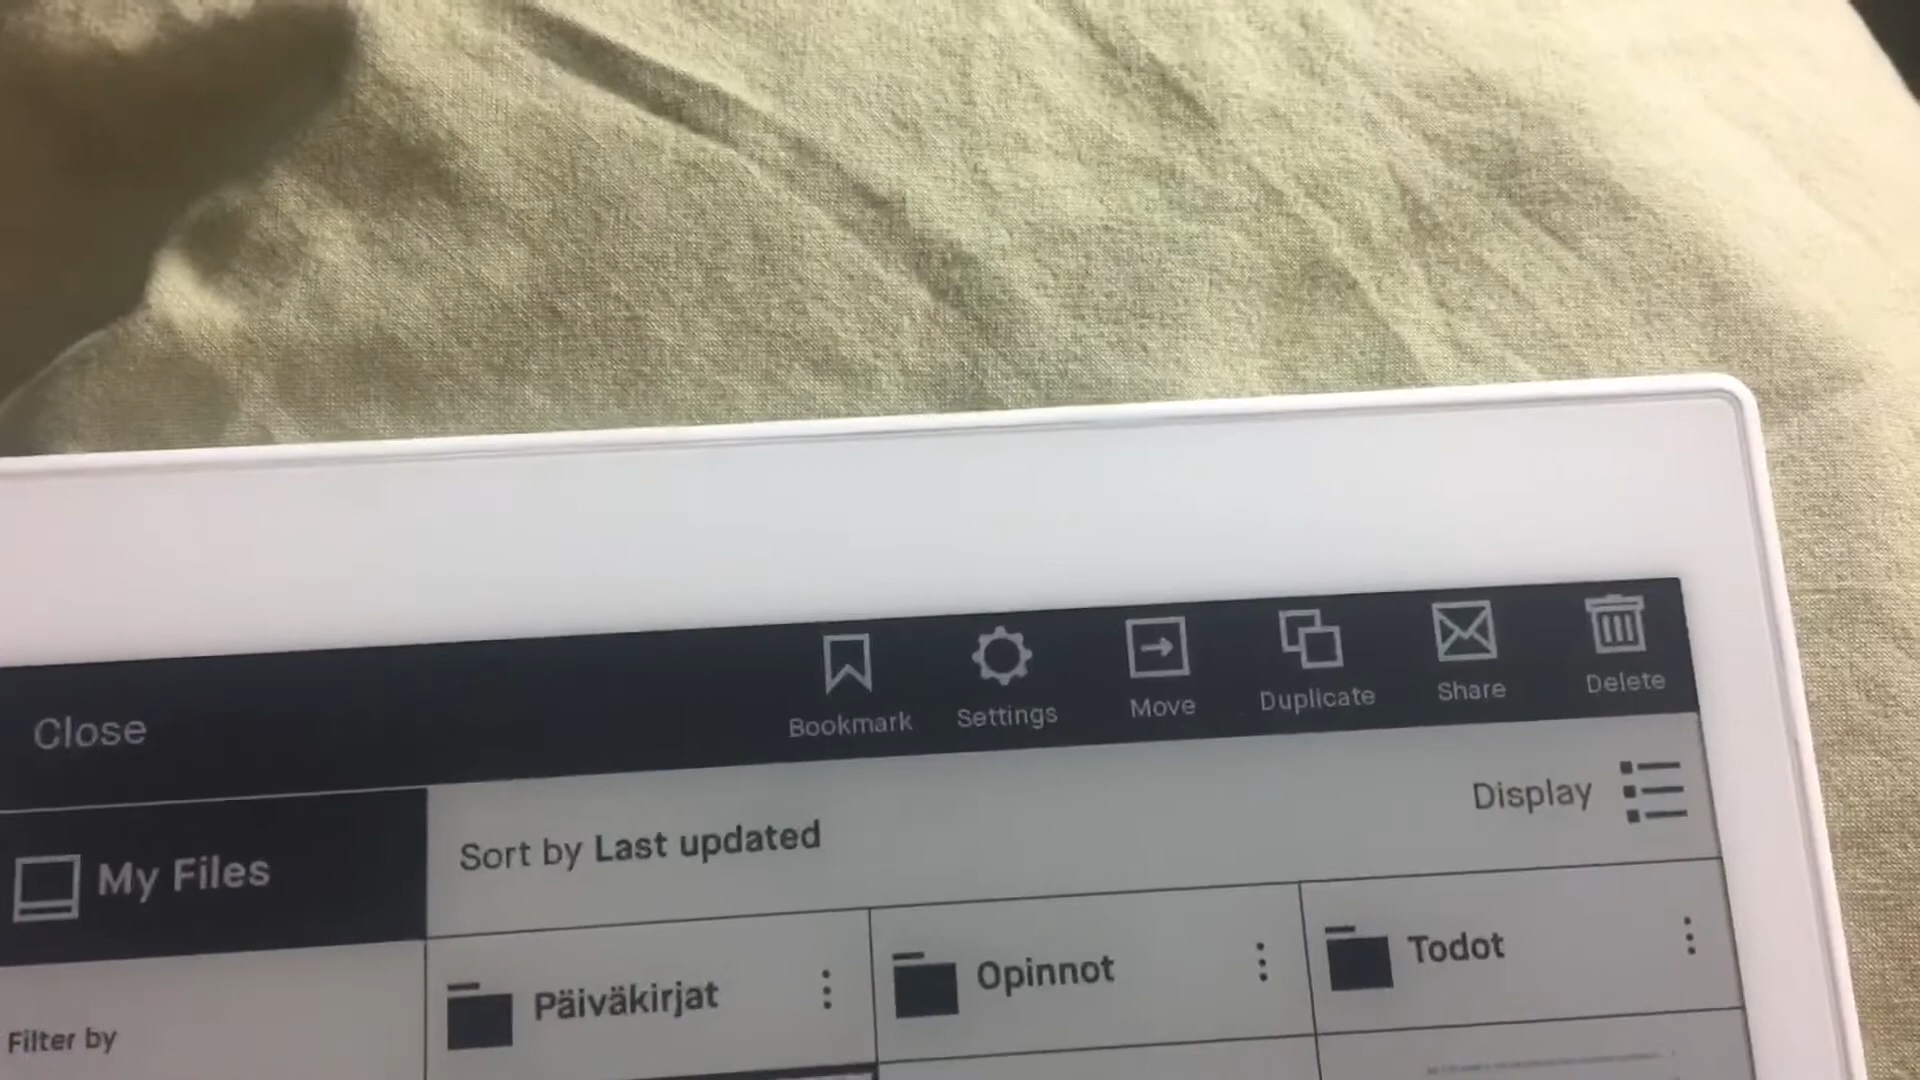 Close
Bookmark
Settings
Move
Duplicate
Share
Delete
My Files
Sort by Last updated
Display
Filter by
Päiväkirjat
Opinnot
Todot